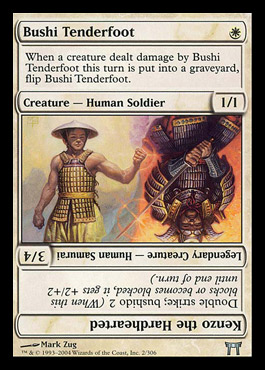 Bushi Tenderfoot
When a creature dealt damage by Bushi
Tenderfoot this turn is put into a graveyard,
flip Bushi Tenderfoot.
Creature — Human Soldier 1/1
Kenzo the Hardhearted
Double strike; bushido 2 (When this
blocks or becomes blocked, it gets +2/+2
until end of turn.)
Legendary Creature — Human Samurai 3/4
Mark Zug
™ & © 1993-2004 Wizards of the Coast, Inc. 2/306